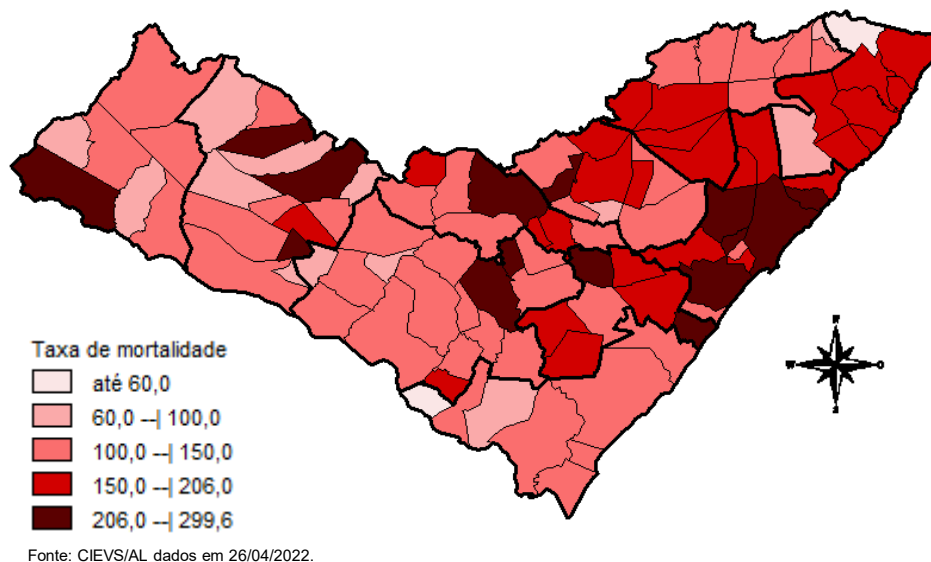 N
W
O
S
Taxa de mortalidade
até 60,0
60,0 --| 100,0
100,0 --| 150,0
150,0 --| 206,0
206,0 --| 299,6
Fonte: CIEVS/AL dados em 26/04/2022.